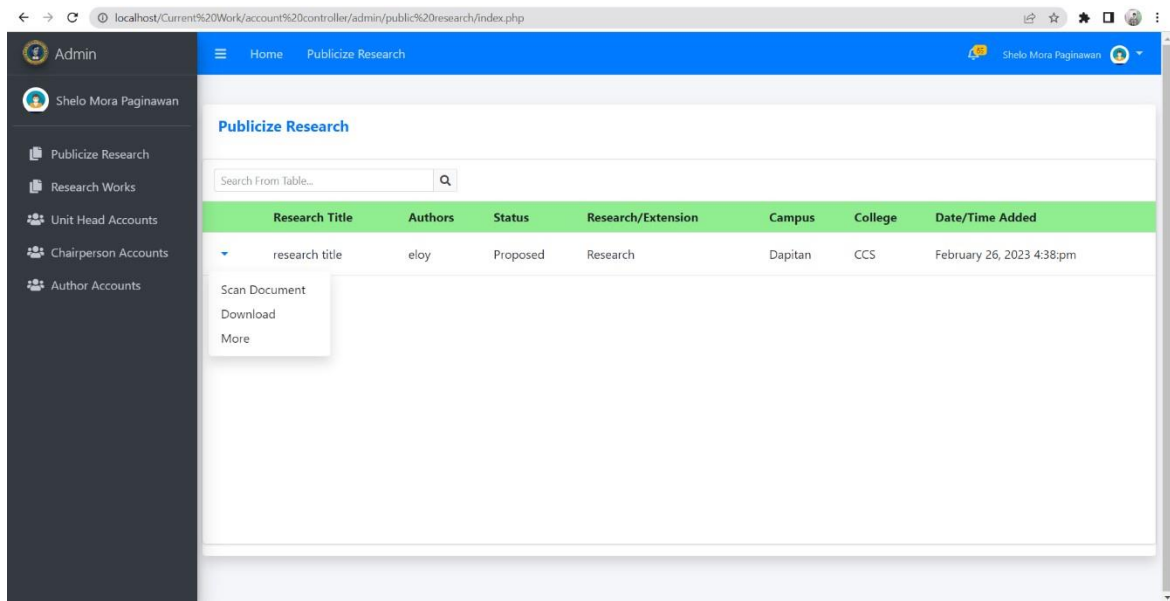 localhost/Current%20Work/account%20controller/admin/public%20research/index.php
Admin
Home Publicize Research
Shelo Mora Paginawan
Shelo Mora Paginawan
Publicize Research
Research Works
Unit Head Accounts
Chairperson Accounts
Author Accounts
Publicize Research
Search From Table...
Research Title Authors Status Research/Extension Campus College Date/Time Added
research title eloy Proposed Research Dapitan CCS February 26, 2023 4:38:pm
Scan Document
Download
More